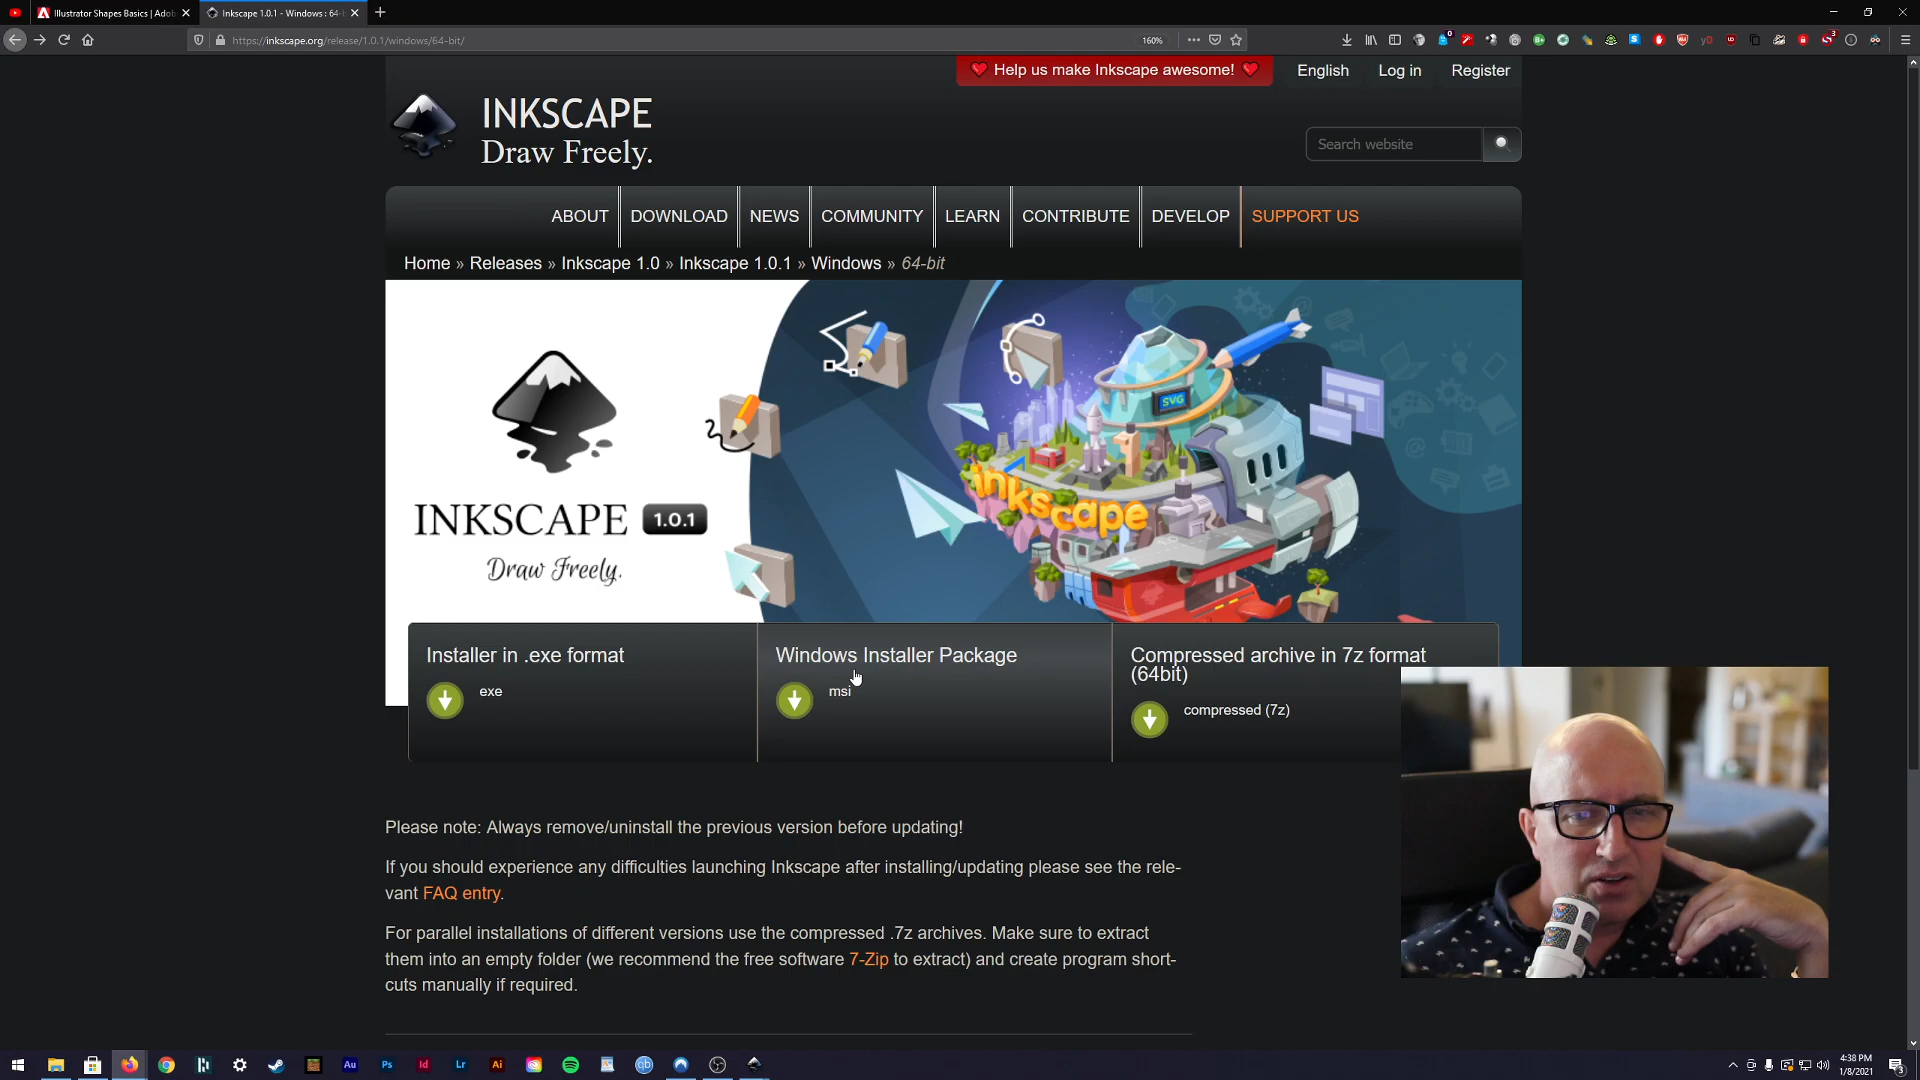 Illustrator Shapes Basics | Adob
Inkscape 1.0.1 - Windows : 64-b
https://inkscape.org/release/1.0.1/windows/64-bit/
160%
Help us make Inkscape awesome!
English
Log in
Register
INKSCAPE
Draw Freely.
Search website
ABOUT
DOWNLOAD
NEWS
COMMUNITY
LEARN
CONTRIBUTE
DEVELOP
SUPPORT US
Home » Releases » Inkscape 1.0 » Inkscape 1.0.1 » Windows » 64-bit
SVG
inkscape
INKSCAPE 1.0.1
Draw Freely.
Installer in .exe format
exe
Windows Installer Package
msi
Compressed archive in 7z format
(64bit)
compressed (7z)
Please note: Always remove/uninstall the previous version before updating!
If you should experience any difficulties launching Inkscape after installing/updating please see the rele-
vant FAQ entry.
For parallel installations of different versions use the compressed .7z archives. Make sure to extract
them into an empty folder (we recommend the free software 7-Zip to extract) and create program short-
cuts manually if required.
Au
Ps
Id
Lr
Ai
qb
4:38 PM
1/8/2021